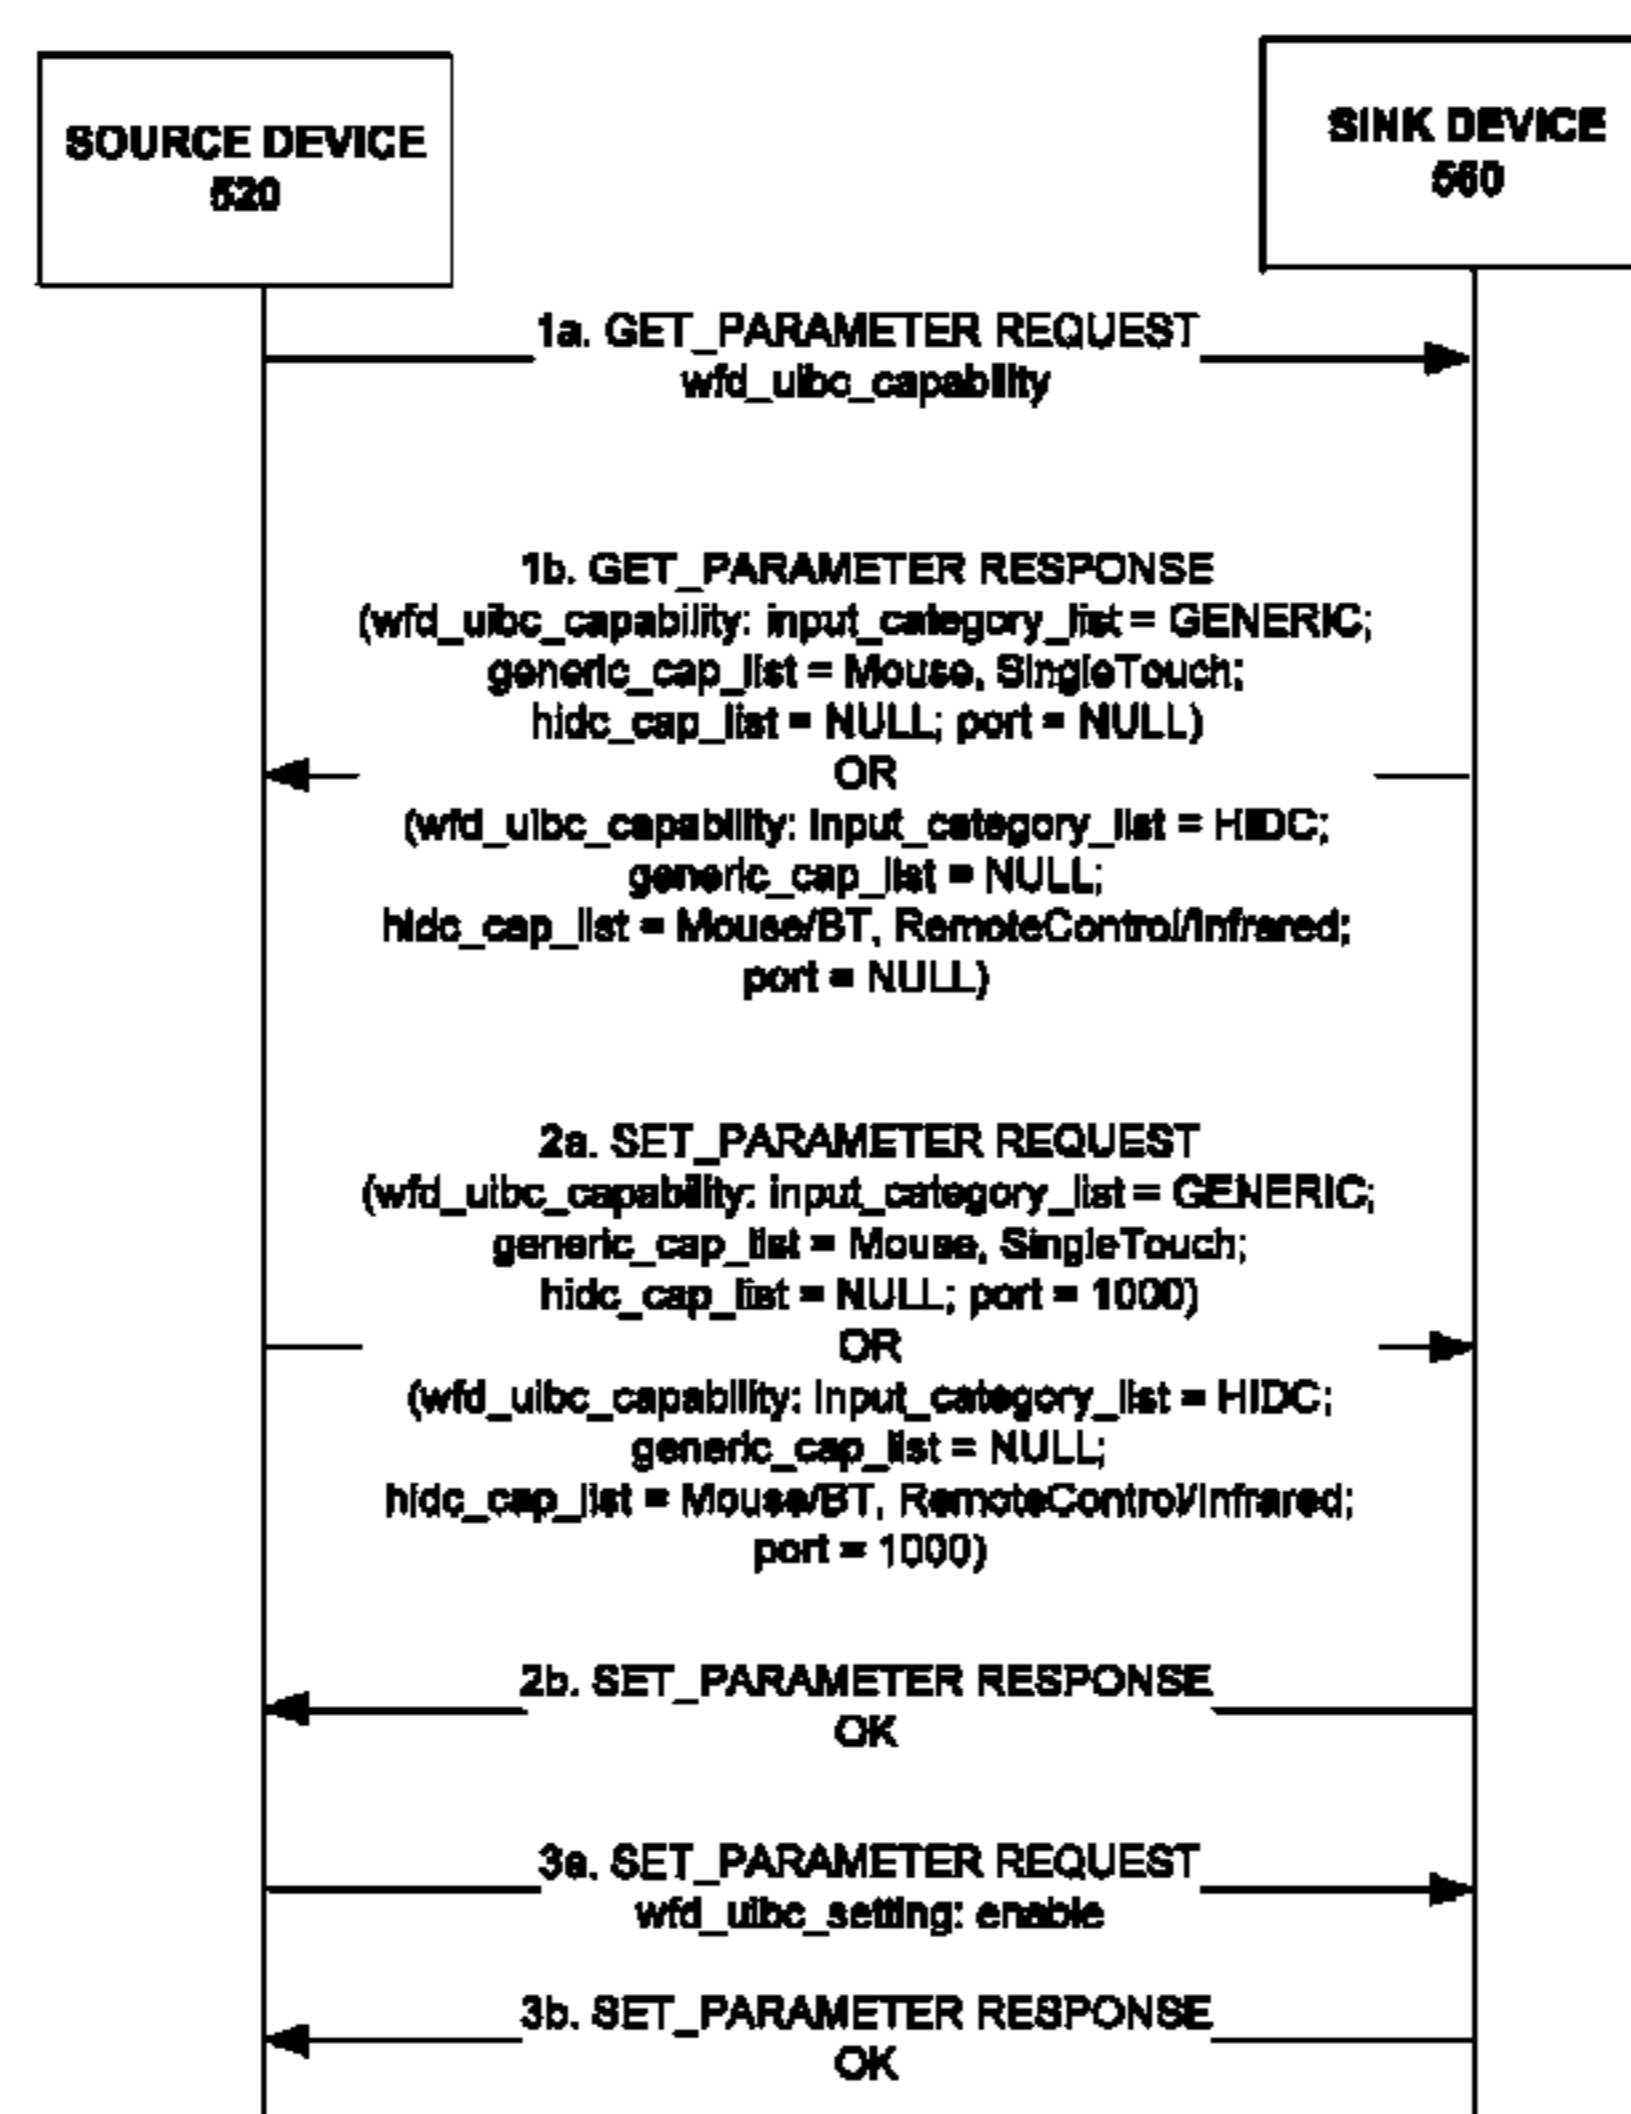 SOURCE DEVICE
520
SINK DEVICE
560
1a. GET_PARAMETER REQUEST
wfd_uibc_capability
1b. GET_PARAMETER RESPONSE
(wfd_uibc_capability: input_category_list = GENERIC;
generic_cap_list = Mouse, SingleTouch;
hidc_cap_list = NULL; port = NULL)
OR
(wfd_uibc_capability: input_category_list = HIDC;
generic_cap_list = NULL;
hidc_cap_list = Mouse/BT, RemoteControl/Infrared;
port = NULL)
2a. SET_PARAMETER REQUEST
(wfd_uibc_capability: input_category_list = GENERIC;
generic_cap_list = Mouse, SingleTouch;
hidc_cap_list = NULL; port = 1000)
OR
(wfd_uibc_capability: input_category_list = HIDC;
generic_cap_list = NULL;
hidc_cap_list = Mouse/BT, RemoteControl/Infrared;
port = 1000)
2b. SET_PARAMETER RESPONSE
OK
3a. SET_PARAMETER REQUEST
wfd_uibc_setting: enable
3b. SET_PARAMETER RESPONSE
OK